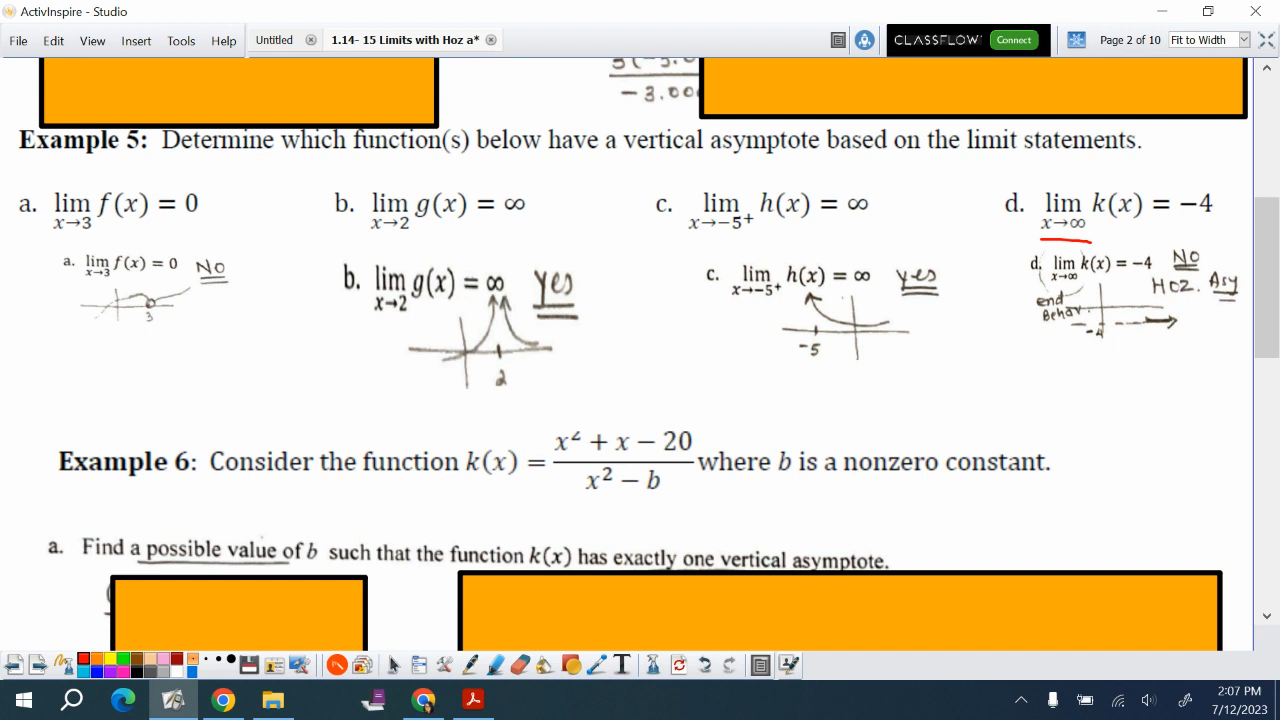 ActivInspire - Studio
File Edit View Insert Tools Help Untitled 1.14- 15 Limits with Hoz a* CLASSFLOW Connect Page 2 of 10 Fit to Width
- 3.00
Example 5: Determine which function(s) below have a vertical asymptote based on the limit statements.
a. lim x→3 f(x) = 0 b. lim x→2 g(x) = ∞ c. lim x→−5⁺ h(x) = ∞ d. lim x→∞ k(x) = −4
a. lim x→3 f(x) = 0 No
3
b. lim x→2 g(x) = ∞ yes
2
c. lim x→−5⁺ h(x) = ∞ yes
-5
d. lim x→∞ k(x) = −4 No
Hoz. Asy
end
Behav.
-4
Example 6: Consider the function k(x) = (x² + x − 20)/(x² − b) where b is a nonzero constant.
a. Find a possible value of b such that the function k(x) has exactly one vertical asymptote.
2:07 PM
7/12/2023